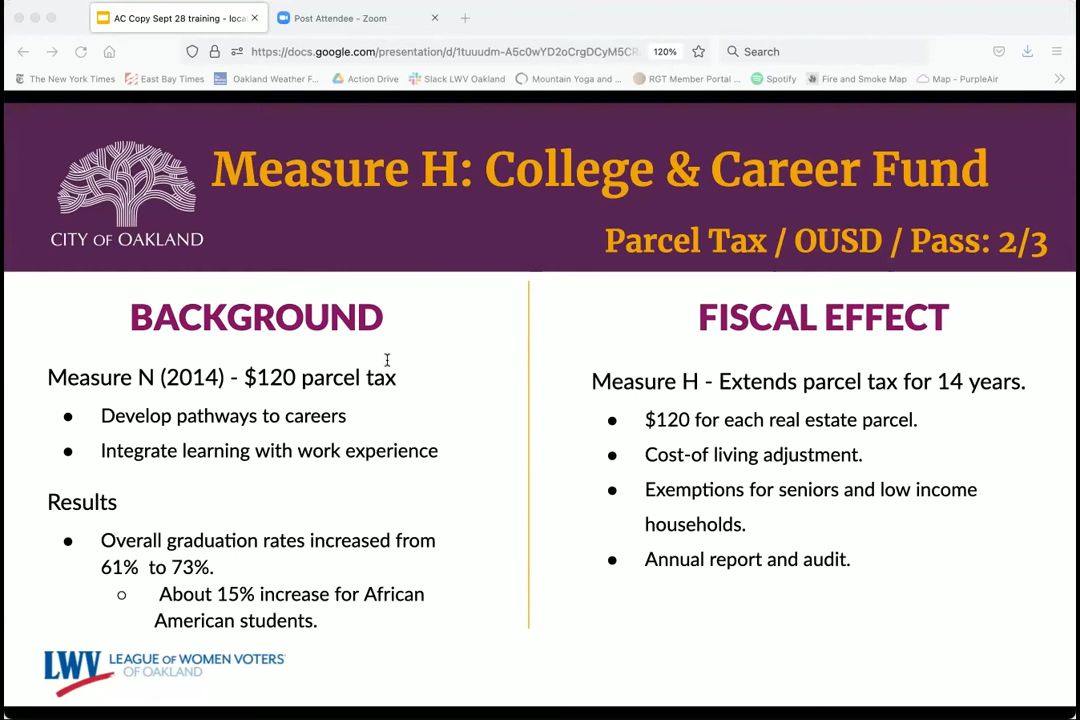 AC Copy Sept 28 training - loca
Post Attendee - Zoom
https://docs.google.com/presentation/d/1tuuudm-A5c0wYD2oCrgDCyM5CR
120%
Search
The New York Times
East Bay Times
Oakland Weather F...
Action Drive
Slack LWV Oakland
Mountain Yoga and ...
RGT Member Portal ...
Spotify
Fire and Smoke Map
Map - PurpleAir
Measure H: College & Career Fund
CITY OF OAKLAND
Parcel Tax / OUSD / Pass: 2/3
BACKGROUND
Measure N (2014) - $120 parcel tax
● Develop pathways to careers
● Integrate learning with work experience
Results
● Overall graduation rates increased from
61% to 73%.
○ About 15% increase for African
American students.
FISCAL EFFECT
Measure H - Extends parcel tax for 14 years.
● $120 for each real estate parcel.
● Cost-of living adjustment.
● Exemptions for seniors and low income
households.
● Annual report and audit.
LWV LEAGUE OF WOMEN VOTERS®
OF OAKLAND